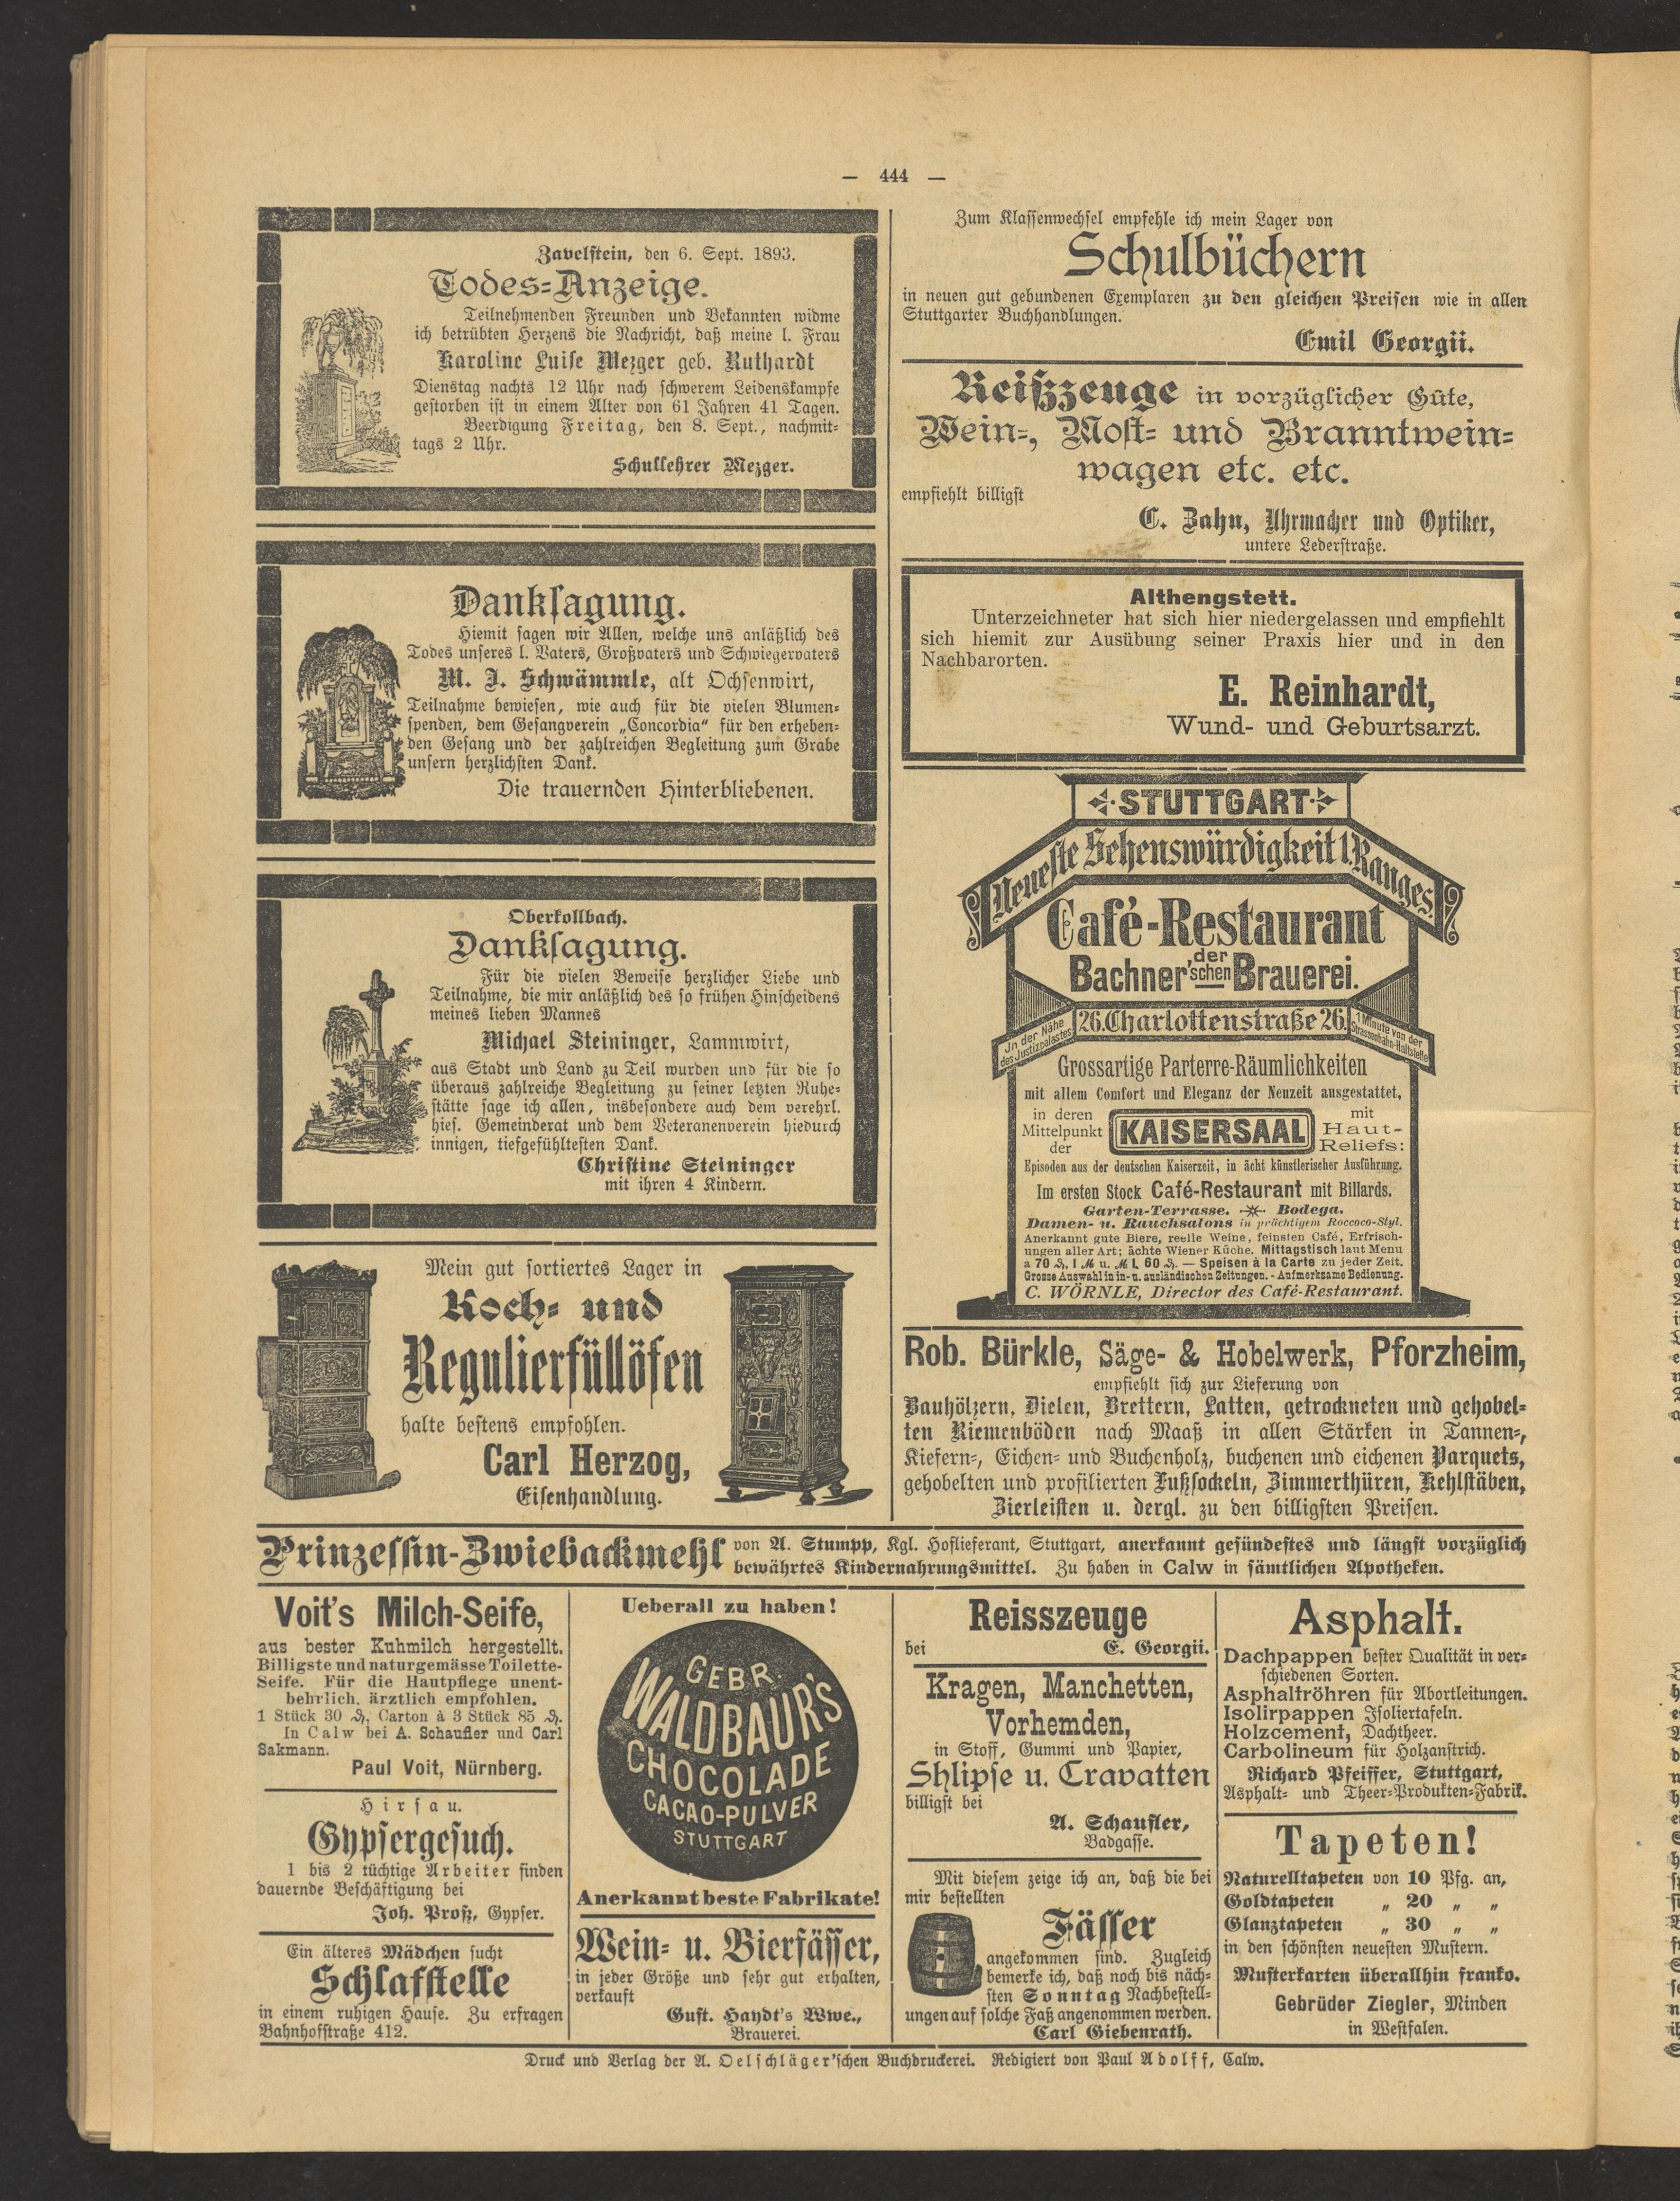 — 444 —
Zavelstein, den 6. Sept. 1893.
Todes-Anzeige.
Teilnehmenden Freunden und Bekannten widme
ich betrübten Herzens die Nachricht, daß meine l. Frau
Karoline Luise Mezger geb. Ruthardt
Dienstag nachts 12 Uhr nach schwerem Leidenskampfe
gestorben ist in einem Alter von 61 Jahren 41 Tagen.
Beerdigung Freitag, den 8. Sept., nachmit-
tags 2 Uhr.
Schullehrer Mezger.
Danksagung.
Hiemit sagen wir Allen, welche uns anläßlich des
Todes unseres l. Vaters, Großvaters und Schwiegervaters
M. J. Schwämmle, alt Ochsenwirt,
Teilnahme bewiesen, wie auch für die vielen Blumen-
spenden, dem Gesangverein „Concordia“ für den erheben-
den Gesang und der zahlreichen Begleitung zum Grabe
unsern herzlichsten Dank.
Die trauernden Hinterbliebenen.
Oberkollbach.
Danksagung.
Für die vielen Beweise herzlicher Liebe und
Teilnahme, die mir anläßlich des so frühen Hinscheidens
meines lieben Mannes
Michael Steininger, Lammwirt,
aus Stadt und Land zu Teil wurden und für die so
überaus zahlreiche Begleitung zu seiner letzten Ruhe-
stätte sage ich allen, insbesondere auch dem verehrl.
hies. Gemeinderat und dem Veteranenverein hiedurch
innigen, tiefgefühltesten Dank.
Christine Steininger
mit ihren 4 Kindern.
Mein gut sortiertes Lager in
Koch- und
Regulierfüllöfen
halte bestens empfohlen.
Carl Herzog,
Eisenhandlung.
Zum Klassenwechsel empfehle ich mein Lager von
Schulbüchern
in neuen gut gebundenen Exemplaren zu den gleichen Preisen wie in allen
Stuttgarter Buchhandlungen.
Emil Georgii.
Reißzeuge in vorzüglicher Güte,
Wein-, Most- und Branntwein-
wagen etc. etc.
empfiehlt billigst
C. Zahn, Uhrmacher und Optiker,
untere Lederstraße.
Althengstett.
Unterzeichneter hat sich hier niedergelassen und empfiehlt
sich hiemit zur Ausübung seiner Praxis hier und in den
Nachbarorten.
E. Reinhardt,
Wund- und Geburtsarzt.
STUTTGART
Neueste Sehenswürdigkeit 1. Ranges.
Café-Restaurant
der
Bachner'schen Brauerei.
In der Nähe des Justizpalastes
26. Charlottenstraße 26.
1 Minute von der Strassenbahn-Haltstelle
Grossartige Parterre-Räumlichkeiten
mit allem Comfort und Eleganz der Neuzeit ausgestattet,
in deren Mittelpunkt der
KAISERSAAL
mit Haut-Reliefs:
Episoden aus der deutschen Kaiserzeit, in ächt künstlerischer Ausführung.
Im ersten Stock Café-Restaurant mit Billards.
Garten-Terrasse. Bodega.
Damen- u. Rauchsalons in prächtigem Roccoco-Styl.
Anerkannt gute Biere, reelle Weine, feinsten Café, Erfrisch-
ungen aller Art; ächte Wiener Küche. Mittagstisch laut Menu
a 70 ₰, 1 ℳ u. ℳ 1. 60 ₰. — Speisen à la Carte zu jeder Zeit.
Grosse Auswahl in in- u. ausländischen Zeitungen. - Aufmerksame Bedienung.
C. WÖRNLE, Director des Café-Restaurant.
Rob. Bürkle, Säge- & Hobelwerk, Pforzheim,
empfiehlt sich zur Lieferung von
Bauhölzern, Dielen, Brettern, Latten, getrockneten und gehobel-
ten Riemenböden nach Maaß in allen Stärken in Tannen-,
Kiefern-, Eichen- und Buchenholz, buchenen und eichenen Parquets,
gehobelten und profilierten Fußsockeln, Zimmerthüren, Kehlstäben,
Zierleisten u. dergl. zu den billigsten Preisen.
Prinzessin-Zwiebackmehl von A. Stumpp, Kgl. Hoflieferant, Stuttgart, anerkannt gesündestes und längst vorzüglich
bewährtes Kindernahrungsmittel. Zu haben in Calw in sämtlichen Apotheken.
Voit's Milch-Seife,
aus bester Kuhmilch hergestellt.
Billigste und naturgemässe Toilette-
Seife. Für die Hautpflege unent-
behrlich, ärztlich empfohlen.
1 Stück 30 ₰, Carton à 3 Stück 85 ₰.
In Calw bei A. Schaufler und Carl
Sakmann.
Paul Voit, Nürnberg.
Hirsau.
Gypsergesuch.
1 bis 2 tüchtige Arbeiter finden
dauernde Beschäftigung bei
Joh. Proß, Gypser.
Ein älteres Mädchen sucht
Schlafstelle
in einem ruhigen Hause. Zu erfragen
Bahnhofstraße 412.
Ueberall zu haben!
GEBR.
WALDBAUR'S
CHOCOLADE
CACAO-PULVER
STUTTGART
Anerkannt beste Fabrikate!
Wein- u. Bierfässer,
in jeder Größe und sehr gut erhalten,
verkauft
Gust. Haydt's Wwe.,
Brauerei.
Reisszeuge
bei E. Georgii.
Kragen, Manchetten,
Vorhemden,
in Stoff, Gummi und Papier,
Shlipse u. Cravatten
billigst bei
A. Schaufler,
Badgasse.
Mit diesem zeige ich an, daß die bei
mir bestellten
Fässer
angekommen sind. Zugleich
bemerke ich, daß noch bis näch-
sten Sonntag Nachbestell-
ungen auf solche Faß angenommen werden.
Carl Giebenrath.
Asphalt.
Dachpappen bester Qualität in ver-
schiedenen Sorten.
Asphaltröhren für Abortleitungen.
Isolirpappen Isoliertafeln.
Holzcement, Dachtheer.
Carbolineum für Holzanstrich.
Richard Pfeiffer, Stuttgart,
Asphalt- und Theer-Produkten-Fabrik.
Tapeten!
Naturelltapeten von 10 Pfg. an,
Goldtapeten „ 20 „ „
Glanztapeten „ 30 „ „
in den schönsten neuesten Mustern.
Musterkarten überallhin franko.
Gebrüder Ziegler, Minden
in Westfalen.
Druck und Verlag der A. Oelschläger'schen Buchdruckerei. Redigiert von Paul Adolff, Calw.